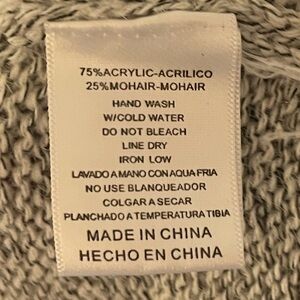 75%ACRYLIC-ACRILICO
25%MOHAIR-MOHAIR
HAND WASH
W/COLD WATER
DO NOT BLEACH
LINE DRY
IRON LOW
LAVADO A MANO CON AQUA FRIA
NO USE BLANQUEADOR
COLGAR A SECAR
PLANCHADO A TEMPERATURA TIBIA
MADE IN CHINA
HECHO EN CHINA